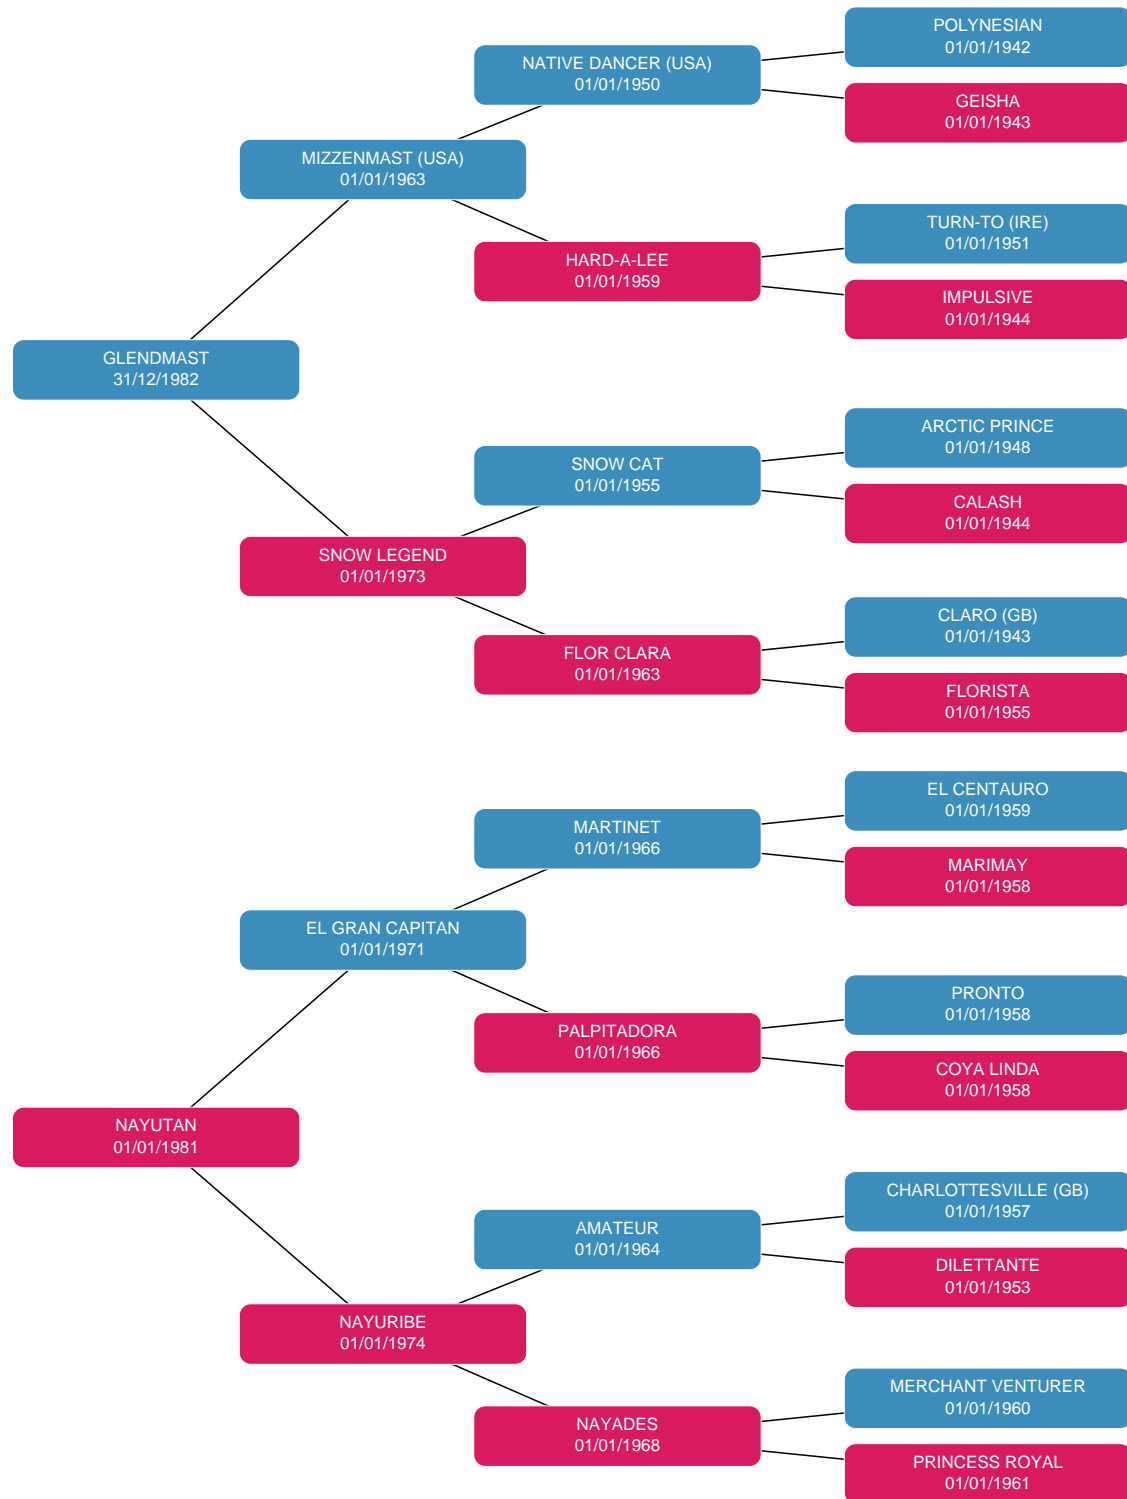 POLYNESIAN
01/01/1942
NATIVE DANCER (USA)
01/01/1950
GEISHA
01/01/1943
MIZZENMAST (USA)
01/01/1963
TURN-TO (IRE)
01/01/1951
HARD-A-LEE
01/01/1959
IMPULSIVE
01/01/1944
GLENDMAST
31/12/1982
ARCTIC PRINCE
01/01/1948
SNOW CAT
01/01/1955
CALASH
01/01/1944
SNOW LEGEND
01/01/1973
CLARO (GB)
01/01/1943
FLOR CLARA
01/01/1963
FLORISTA
01/01/1955
EL CENTAURO
01/01/1959
MARTINET
01/01/1966
MARIMAY
01/01/1958
EL GRAN CAPITAN
01/01/1971
PRONTO
01/01/1958
PALPITADORA
01/01/1966
COYA LINDA
01/01/1958
NAYUTAN
01/01/1981
CHARLOTTESVILLE (GB)
01/01/1957
AMATEUR
01/01/1964
DILETTANTE
01/01/1953
NAYURIBE
01/01/1974
MERCHANT VENTURER
01/01/1960
NAYADES
01/01/1968
PRINCESS ROYAL
01/01/1961